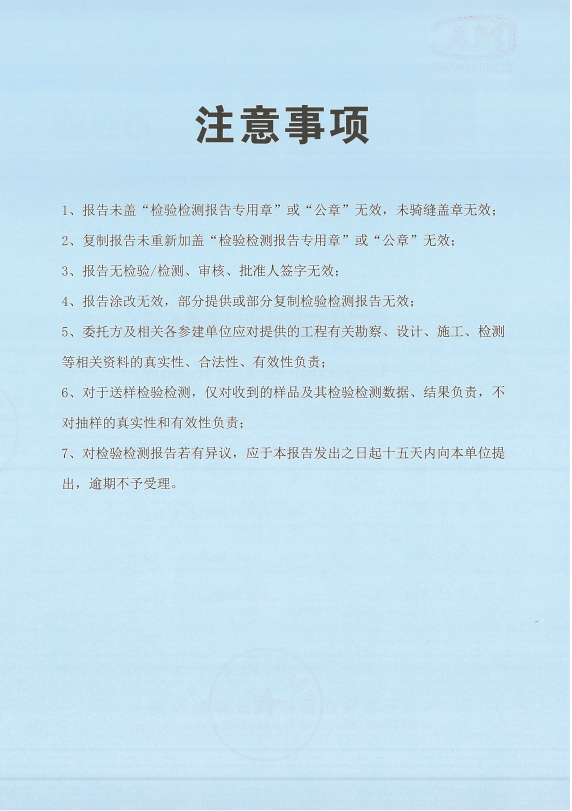 注意事项
1、报告未盖“检验检测报告专用章”或“公章”无效，未骑缝盖章无效；
2、复制报告未重新加盖“检验检测报告专用章”或“公章”无效；
3、报告无检验/检测、审核、批准人签字无效；
4、报告涂改无效，部分提供或部分复制检验检测报告无效；
5、委托方及相关各参建单位应对提供的工程有关勘察、设计、施工、检测
等相关资料的真实性、合法性、有效性负责；
6、对于送样检验检测，仅对收到的样品及其检验检测数据、结果负责，不
对抽样的真实性和有效性负责；
7、对检验检测报告若有异议，应于本报告发出之日起十五天内向本单位提
出，逾期不予受理。